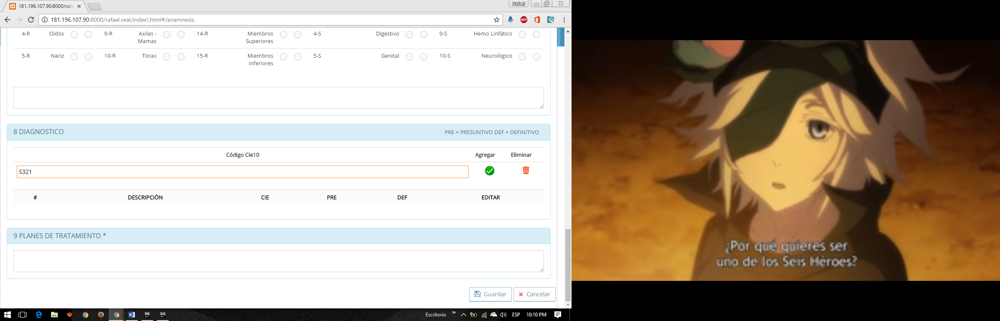 181.196.107.90:8000/rafa
Rafael
181.196.107.90:8000/rafael.real/index!.html#/anamnesis
ABP
4-R Oídos 9-R Axilas - Mamas 14-R Miembros Superiores 4-S Digestivo 9-S Hemo Linfático
5-R Nariz 10-R Tórax 15-R Miembros Inferiores 5-S Genital 10-S Neurológico
8 DIAGNOSTICO PRE = PRESUNTIVO DEF = DEFINITIVO
Código Cie10 Agregar Eliminar
S321
# DESCRIPCIÓN CIE PRE DEF EDITAR
9 PLANES DE TRATAMIENTO *
Guardar Cancelar
PS DG Escritorio » ESP 10:10 PM
¿Por qué quieres ser
uno de los Seis Héroes?